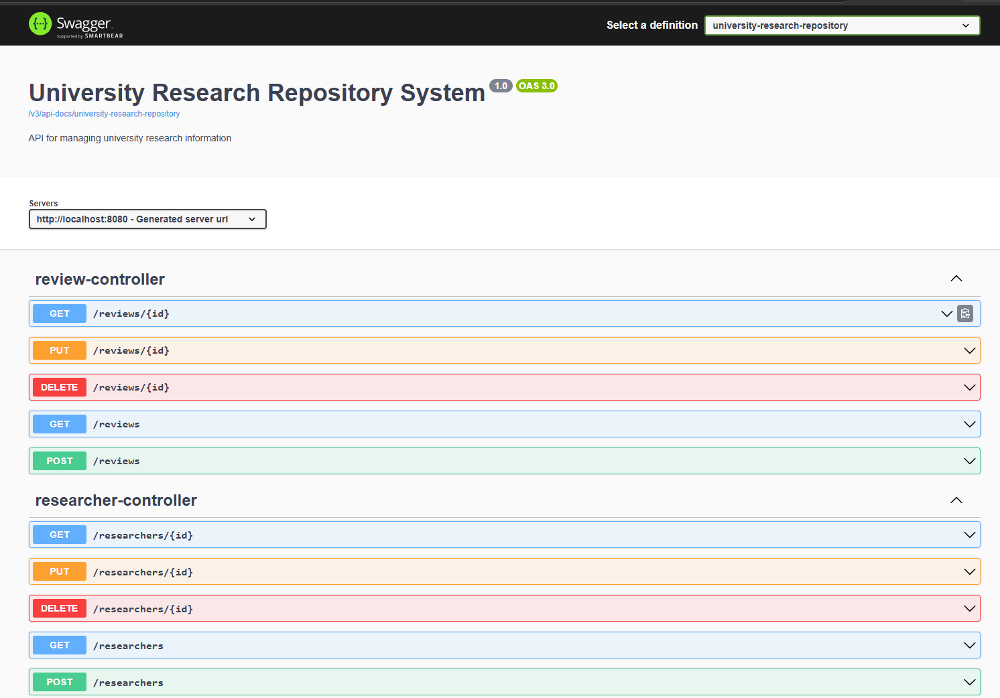 Swagger
Supported by SMARTBEAR
Select a definition
university-research-repository
University Research Repository System 1.0 OAS 3.0
/v3/api-docs/university-research-repository
API for managing university research information
Servers
http://localhost:8080 - Generated server url
review-controller
GET /reviews/{id}
PUT /reviews/{id}
DELETE /reviews/{id}
GET /reviews
POST /reviews
researcher-controller
GET /researchers/{id}
PUT /researchers/{id}
DELETE /researchers/{id}
GET /researchers
POST /researchers